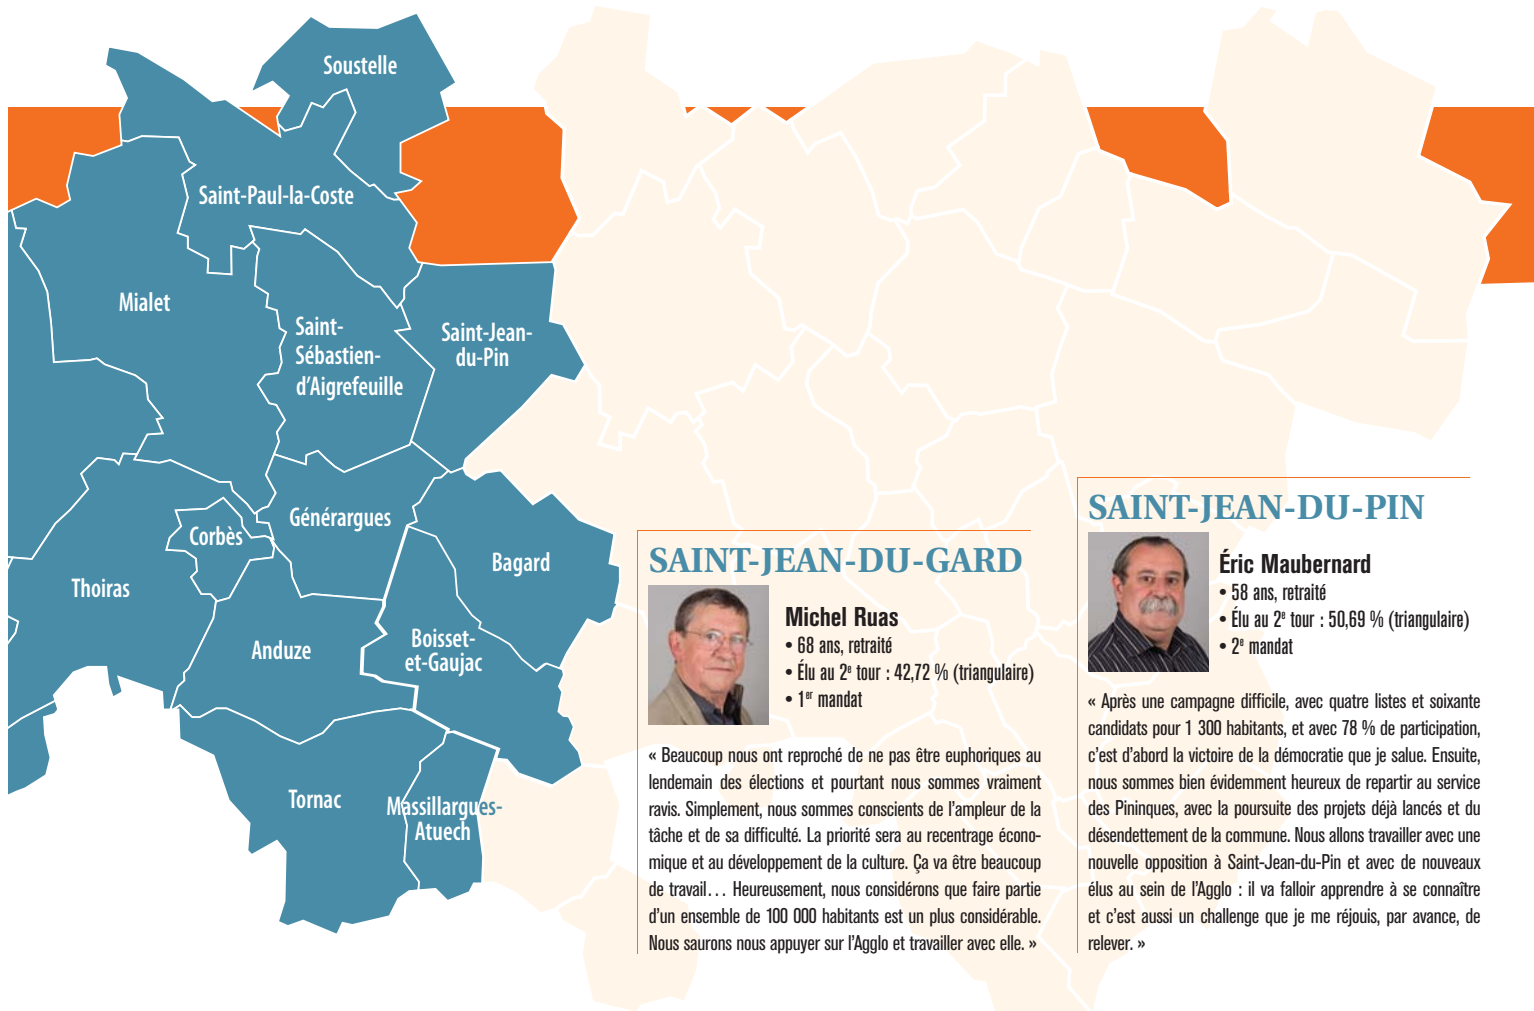 Soustelle
Saint-Paul-la-Coste
Mialet
Saint-
Sébastien-
d'Aigrefeuille
Saint-Jean-
du-Pin
Générargues
Corbès
Bagard
Thoiras
Anduze
Boisset-
et-Gaujac
Tornac
Massillargues-
Atuech
SAINT-JEAN-DU-GARD
Michel Ruas
• 68 ans, retraité
• Élu au 2e tour : 42,72 % (triangulaire)
• 1er mandat
« Beaucoup nous ont reproché de ne pas être euphoriques au
lendemain des élections et pourtant nous sommes vraiment
ravis. Simplement, nous sommes conscients de l'ampleur de la
tâche et de sa difficulté. La priorité sera au recentrage écono-
mique et au développement de la culture. Ça va être beaucoup
de travail… Heureusement, nous considérons que faire partie
d'un ensemble de 100 000 habitants est un plus considérable.
Nous saurons nous appuyer sur l'Agglo et travailler avec elle. »
SAINT-JEAN-DU-PIN
Éric Maubernard
• 58 ans, retraité
• Élu au 2e tour : 50,69 % (triangulaire)
• 2e mandat
« Après une campagne difficile, avec quatre listes et soixante
candidats pour 1 300 habitants, et avec 78 % de participation,
c'est d'abord la victoire de la démocratie que je salue. Ensuite,
nous sommes bien évidemment heureux de repartir au service
des Pininques, avec la poursuite des projets déjà lancés et du
désendettement de la commune. Nous allons travailler avec une
nouvelle opposition à Saint-Jean-du-Pin et avec de nouveaux
élus au sein de l'Agglo : il va falloir apprendre à se connaître
et c'est aussi un challenge que je me réjouis, par avance, de
relever. »